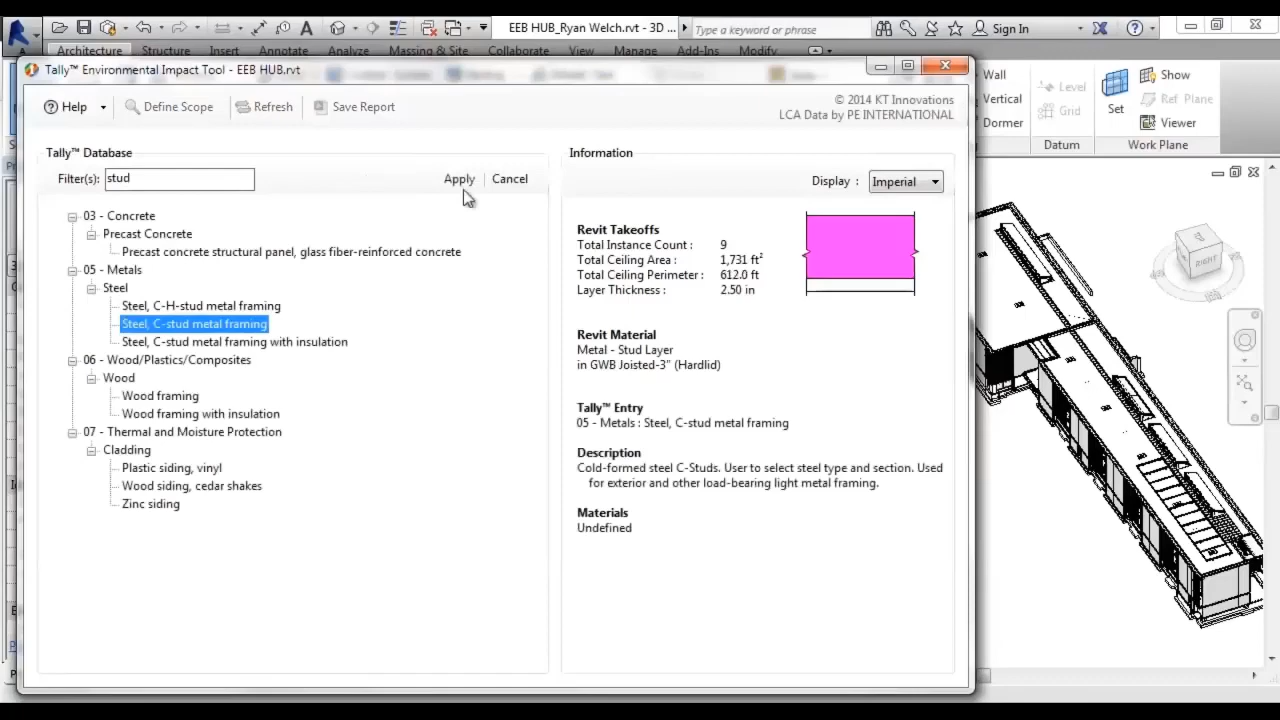 EEB HUB_Ryan Welch.rvt - 3D ...
Type a keyword or phrase
Sign In
Architecture Structure Insert Annotate Analyze Massing & Site Collaborate View Manage Add-Ins Modify
Tally™ Environmental Impact Tool - EEB HUB.rvt
Help Define Scope Refresh Save Report
© 2014 KT Innovations
LCA Data by PE INTERNATIONAL
Tally™ Database
Filter(s): stud Apply Cancel
03 - Concrete
Precast Concrete
Precast concrete structural panel, glass fiber-reinforced concrete
05 - Metals
Steel
Steel, C-H-stud metal framing
Steel, C-stud metal framing
Steel, C-stud metal framing with insulation
06 - Wood/Plastics/Composites
Wood
Wood framing
Wood framing with insulation
07 - Thermal and Moisture Protection
Cladding
Plastic siding, vinyl
Wood siding, cedar shakes
Zinc siding
Information
Display : Imperial
Revit Takeoffs
Total Instance Count : 9
Total Ceiling Area : 1,731 ft²
Total Ceiling Perimeter : 612.0 ft
Layer Thickness : 2.50 in
Revit Material
Metal - Stud Layer
in GWB Joisted-3" (Hardlid)
Tally™ Entry
05 - Metals : Steel, C-stud metal framing
Description
Cold-formed steel C-Studs. User to select steel type and section. Used
for exterior and other load-bearing light metal framing.
Materials
Undefined
Wall
Vertical
Dormer
Level
Grid
Datum
Set
Show
Ref Plane
Viewer
Work Plane
RIGHT